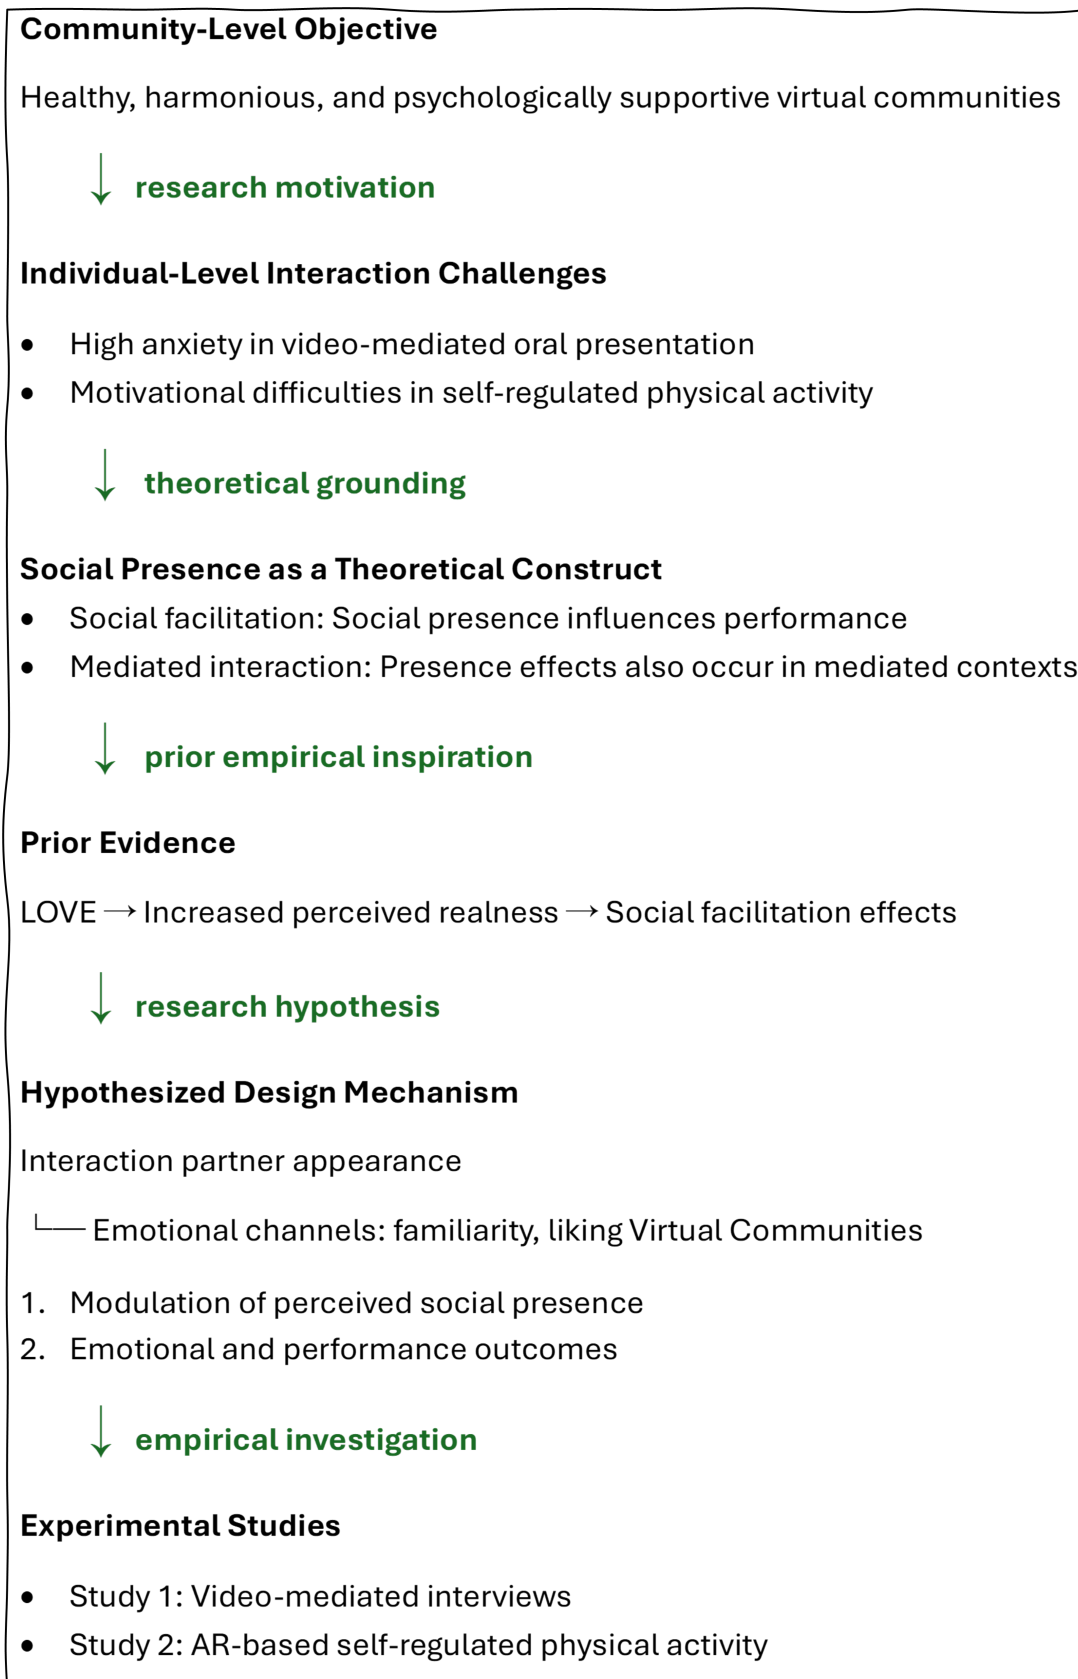 Community-Level Objective
Healthy, harmonious, and psychologically supportive virtual communities
↓ research motivation
Individual-Level Interaction Challenges
• High anxiety in video-mediated oral presentation
• Motivational difficulties in self-regulated physical activity
↓ theoretical grounding
Social Presence as a Theoretical Construct
• Social facilitation: Social presence influences performance
• Mediated interaction: Presence effects also occur in mediated contexts
↓ prior empirical inspiration
Prior Evidence
LOVE → Increased perceived realness → Social facilitation effects
↓ research hypothesis
Hypothesized Design Mechanism
Interaction partner appearance
└─ Emotional channels: familiarity, liking Virtual Communities
1. Modulation of perceived social presence
2. Emotional and performance outcomes
↓ empirical investigation
Experimental Studies
• Study 1: Video-mediated interviews
• Study 2: AR-based self-regulated physical activity